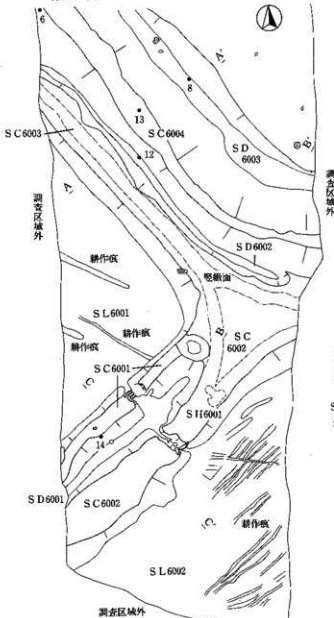 6
A'
8
13
SC6004
B'
SC6003
12
SD
6003
A
調査区域外
調査区域外
SD6002
堅緻面
耕作痕
SL6001
B
SC
6002
耕作痕
耕作痕
SC6001
C
SH6001
14
SD6001
SC6002
C'
耕作痕
SL6002
調査区域外